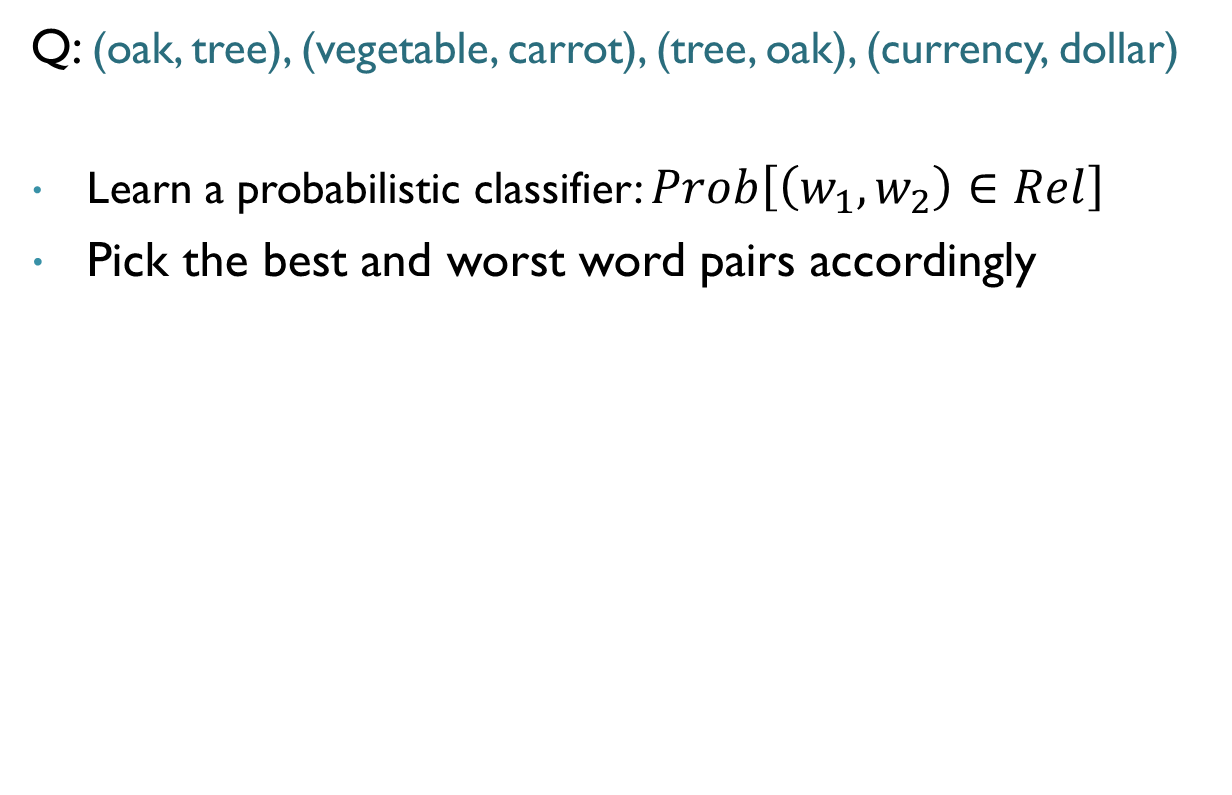 Q: (oak, tree), (vegetable, carrot), (tree, oak), (currency, dollar)
• Learn a probabilistic classifier: Prob[(w₁, w₂) ∈ Rel]
• Pick the best and worst word pairs accordingly